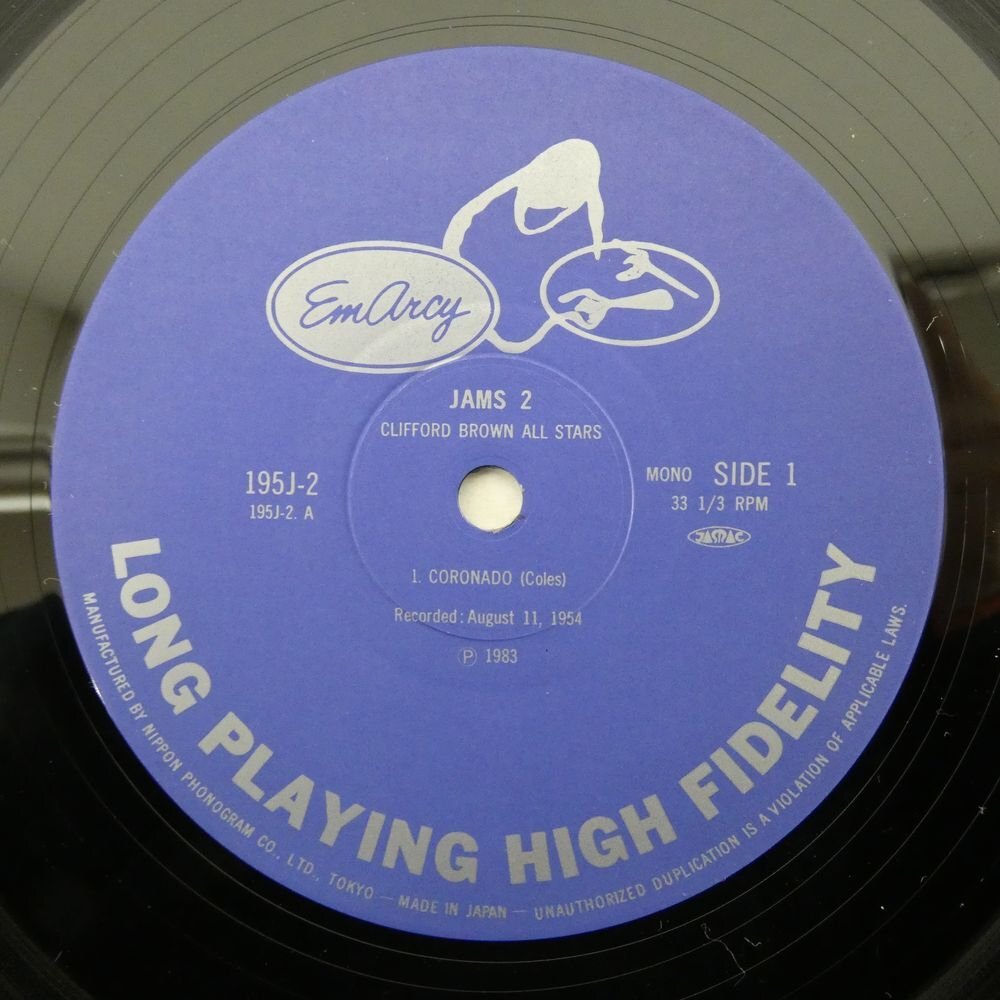 EmArcy
JAMS 2
CLIFFORD BROWN ALL STARS
195J-2
195J-2. A
MONO SIDE 1
33 1/3 RPM
JASRAC
1. CORONADO (Coles)
Recorded: August 11, 1954
Ⓟ 1983
LONG PLAYING HIGH FIDELITY
MANUFACTURED BY NIPPON PHONOGRAM CO., LTD., TOKYO — MADE IN JAPAN — UNAUTHORIZED DUPLICATION IS A VIOLATION OF APPLICABLE LAWS.